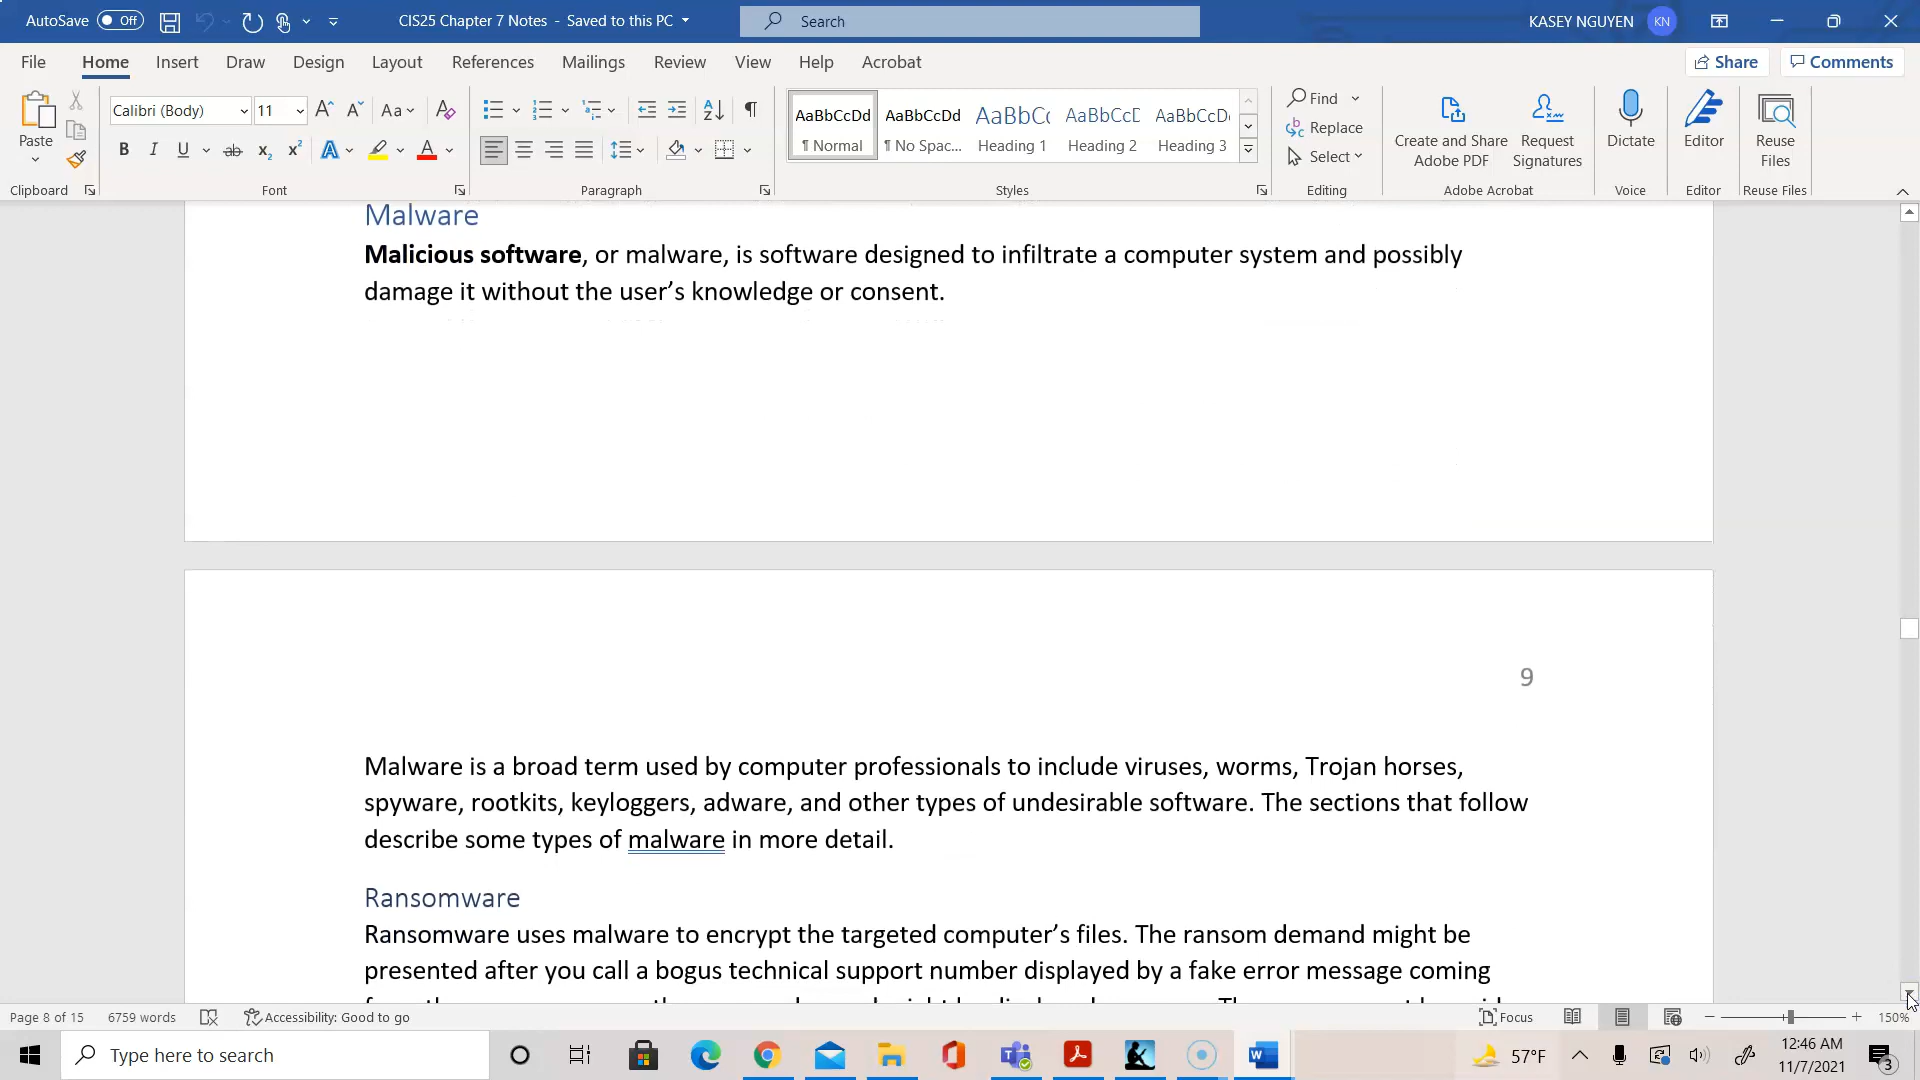 AutoSave Off CIS25 Chapter 7 Notes - Saved to this PC Search KASEY NGUYEN KN
File Home Insert Draw Design Layout References Mailings Review View Help Acrobat Share Comments
Paste
Clipboard
Calibri (Body) 11 Aa
B I U ab x₂ x² A A
Font
Paragraph
AaBbCcDd AaBbCcDd AaBbCc AaBbCcD AaBbCcD
¶ Normal ¶ No Spac... Heading 1 Heading 2 Heading 3
Styles
Find
Replace
Select
Editing
Create and Share Adobe PDF
Request Signatures
Adobe Acrobat
Dictate
Voice
Editor
Editor
Reuse Files
Reuse Files
Malware
Malicious software, or malware, is software designed to infiltrate a computer system and possibly
damage it without the user’s knowledge or consent.
9
Malware is a broad term used by computer professionals to include viruses, worms, Trojan horses,
spyware, rootkits, keyloggers, adware, and other types of undesirable software. The sections that follow
describe some types of malware in more detail.
Ransomware
Ransomware uses malware to encrypt the targeted computer’s files. The ransom demand might be
presented after you call a bogus technical support number displayed by a fake error message coming
Page 8 of 15 6759 words Accessibility: Good to go Focus 150%
Type here to search 57°F 12:46 AM
11/7/2021 3